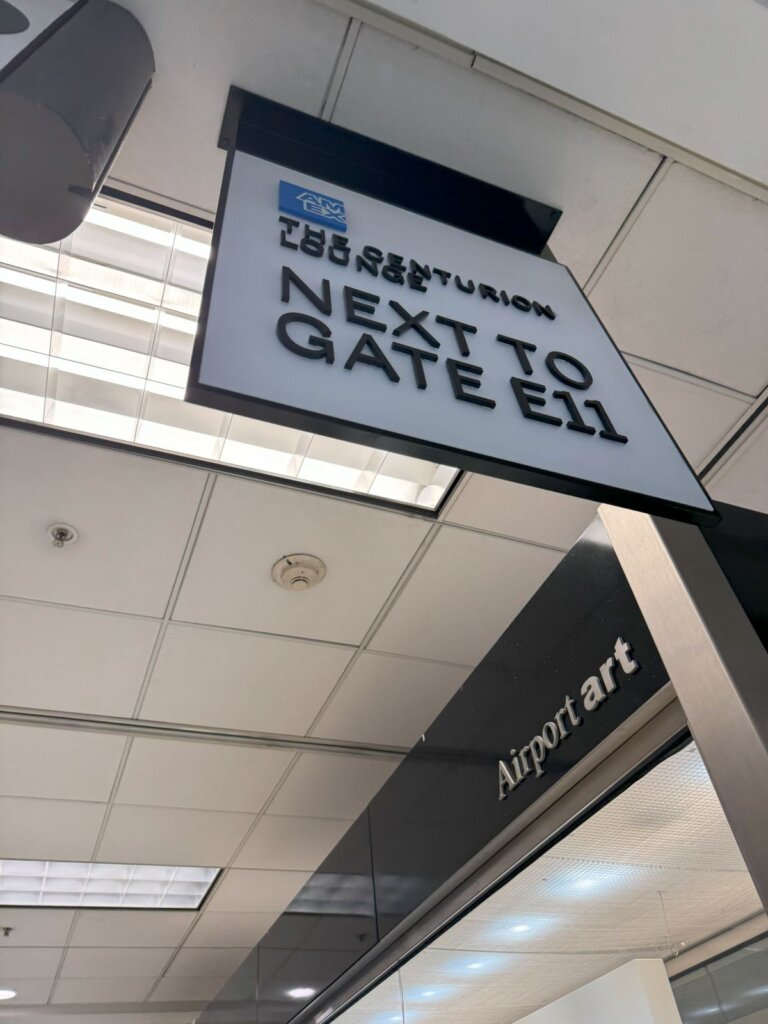 AM
EX
THE CENTURION
LOUNGE
NEXT TO
GATE E11
Airport art